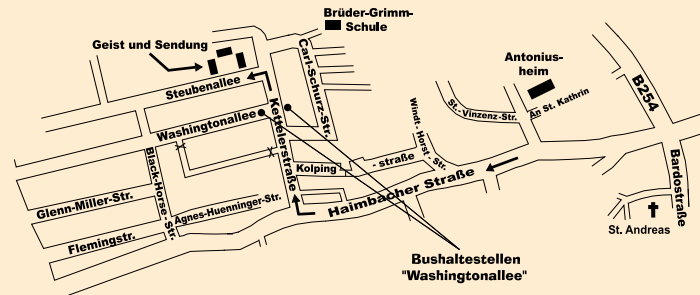 Brüder-Grimm-
Schule
Geist und Sendung
Carl-Schurz-Str.
Antonius-
heim
Steubenallee
B254
An St. Kathrin
St.-Vinzenz-Str.
Washingtonallee
Kettelerstraße
Windt-Horst-Str.
Black-Horse-Str.
Kolping
-straße
Bardostraße
Haimbacher Straße
Glenn-Miller-Str.
Agnes-Huenninger-Str.
St. Andreas
Flemingstr.
Bushaltestellen
"Washingtonallee"